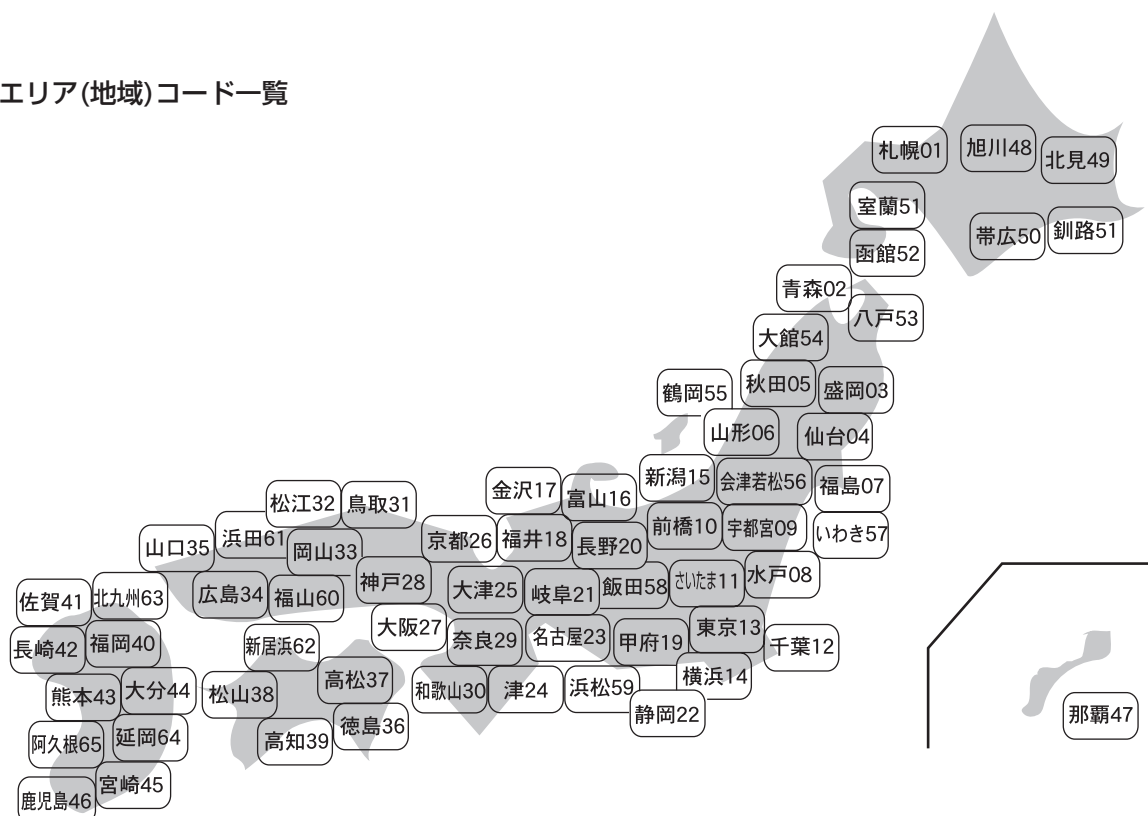 エリア(地域)コード一覧
札幌01
旭川48
北見49
室蘭51
帯広50
釧路51
函館52
青森02
八戸53
大館54
鶴岡55
秋田05
盛岡03
山形06
仙台04
新潟15
会津若松56
福島07
金沢17
富山16
松江32
鳥取31
前橋10
宇都宮09
いわき57
山口35
浜田61
岡山33
京都26
福井18
長野20
佐賀41
北九州63
広島34
福山60
神戸28
大津25
岐阜21
飯田58
さいたま11
水戸08
長崎42
福岡40
新居浜62
大阪27
奈良29
名古屋23
甲府19
東京13
千葉12
熊本43
大分44
松山38
高松37
和歌山30
津24
浜松59
横浜14
静岡22
那覇47
阿久根65
延岡64
高知39
徳島36
鹿児島46
宮崎45